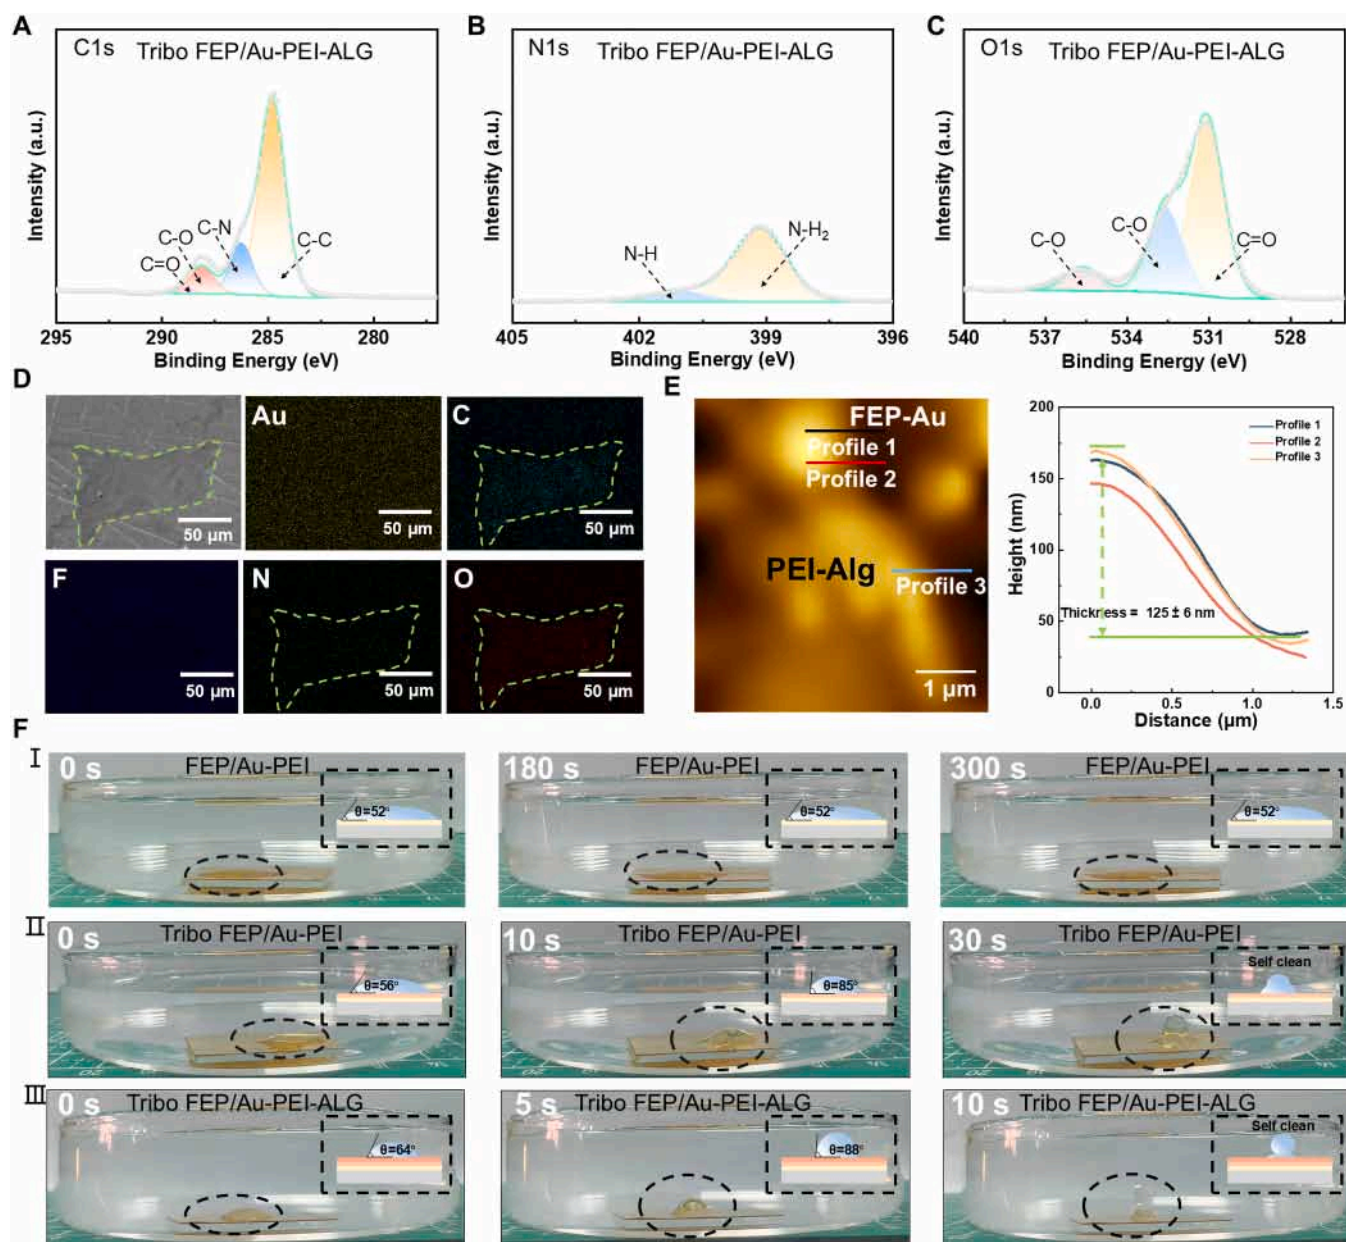 A
C1s
Tribo FEP/Au-PEI-ALG
C=O
C-O
C-N
C-C
Intensity (a.u.)
295 290 285 280
Binding Energy (eV)
B
N1s
Tribo FEP/Au-PEI-ALG
N-H
N-H₂
Intensity (a.u.)
405 402 399 396
Binding Energy (eV)
C
O1s
Tribo FEP/Au-PEI-ALG
C-O
C-O
C=O
Intensity (a.u.)
540 537 534 531 528
Binding Energy (eV)
D
50 μm
Au
50 μm
C
50 μm
F
50 μm
N
50 μm
O
50 μm
E
FEP-Au
Profile 1
Profile 2
PEI-Alg
Profile 3
1 μm
Height (nm)
200
150
100
50
0
Profile 1
Profile 2
Profile 3
Thickness = 125 ± 6 nm
0.0 0.5 1.0 1.5
Distance (μm)
F
I
0 s
FEP/Au-PEI
θ=52°
180 s
FEP/Au-PEI
θ=52°
300 s
FEP/Au-PEI
θ=52°
II
0 s
Tribo FEP/Au-PEI
θ=56°
10 s
Tribo FEP/Au-PEI
θ=85°
30 s
Tribo FEP/Au-PEI
Self clean
III
0 s
Tribo FEP/Au-PEI-ALG
θ=64°
5 s
Tribo FEP/Au-PEI-ALG
θ=88°
10 s
Tribo FEP/Au-PEI-ALG
Self clean